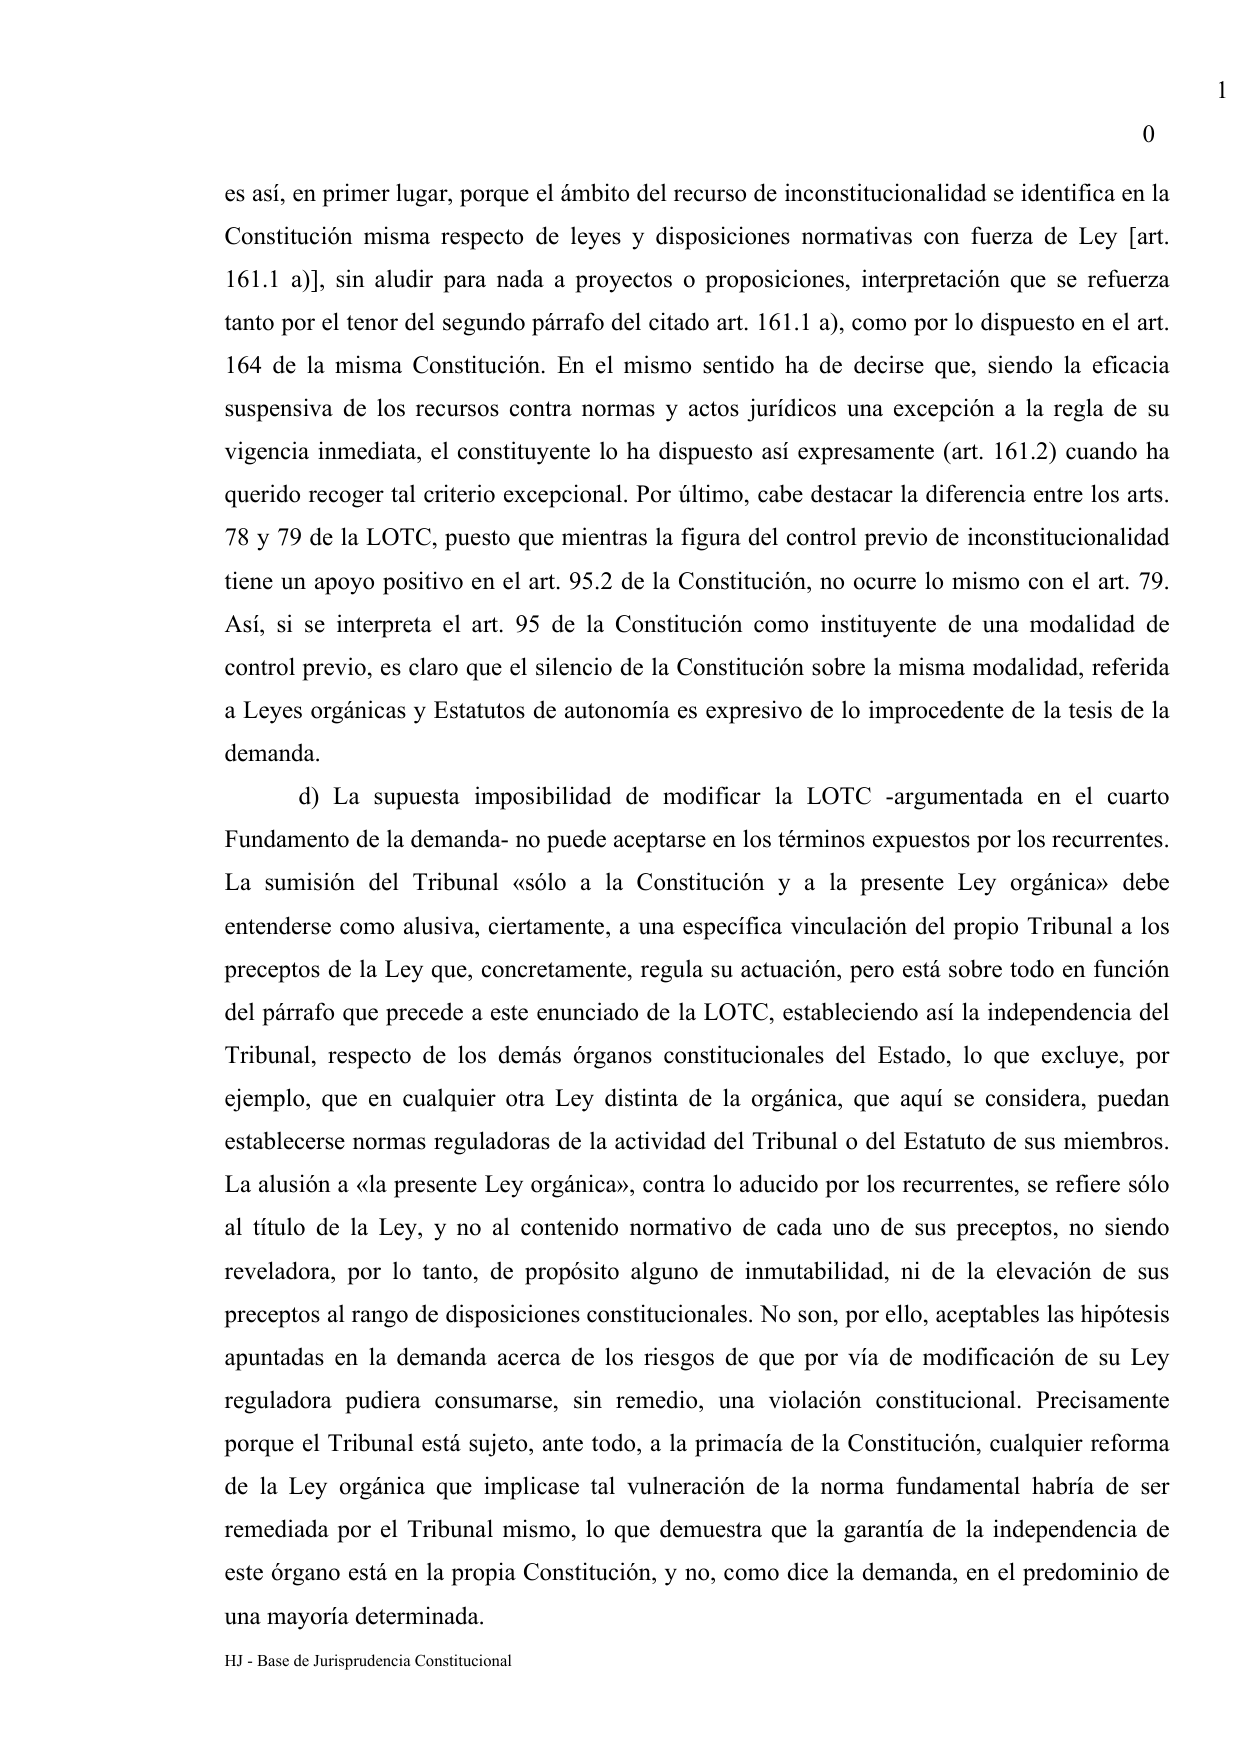 1
0
es así, en primer lugar, porque el ámbito del recurso de inconstitucionalidad se identifica en la
Constitución misma respecto de leyes y disposiciones normativas con fuerza de Ley [art.
161.1 a)], sin aludir para nada a proyectos o proposiciones, interpretación que se refuerza
tanto por el tenor del segundo párrafo del citado art. 161.1 a), como por lo dispuesto en el art.
164 de la misma Constitución. En el mismo sentido ha de decirse que, siendo la eficacia
suspensiva de los recursos contra normas y actos jurídicos una excepción a la regla de su
vigencia inmediata, el constituyente lo ha dispuesto así expresamente (art. 161.2) cuando ha
querido recoger tal criterio excepcional. Por último, cabe destacar la diferencia entre los arts.
78 y 79 de la LOTC, puesto que mientras la figura del control previo de inconstitucionalidad
tiene un apoyo positivo en el art. 95.2 de la Constitución, no ocurre lo mismo con el art. 79.
Así, si se interpreta el art. 95 de la Constitución como instituyente de una modalidad de
control previo, es claro que el silencio de la Constitución sobre la misma modalidad, referida
a Leyes orgánicas y Estatutos de autonomía es expresivo de lo improcedente de la tesis de la
demanda.
d) La supuesta imposibilidad de modificar la LOTC -argumentada en el cuarto
Fundamento de la demanda- no puede aceptarse en los términos expuestos por los recurrentes.
La sumisión del Tribunal «sólo a la Constitución y a la presente Ley orgánica» debe
entenderse como alusiva, ciertamente, a una específica vinculación del propio Tribunal a los
preceptos de la Ley que, concretamente, regula su actuación, pero está sobre todo en función
del párrafo que precede a este enunciado de la LOTC, estableciendo así la independencia del
Tribunal, respecto de los demás órganos constitucionales del Estado, lo que excluye, por
ejemplo, que en cualquier otra Ley distinta de la orgánica, que aquí se considera, puedan
establecerse normas reguladoras de la actividad del Tribunal o del Estatuto de sus miembros.
La alusión a «la presente Ley orgánica», contra lo aducido por los recurrentes, se refiere sólo
al título de la Ley, y no al contenido normativo de cada uno de sus preceptos, no siendo
reveladora, por lo tanto, de propósito alguno de inmutabilidad, ni de la elevación de sus
preceptos al rango de disposiciones constitucionales. No son, por ello, aceptables las hipótesis
apuntadas en la demanda acerca de los riesgos de que por vía de modificación de su Ley
reguladora pudiera consumarse, sin remedio, una violación constitucional. Precisamente
porque el Tribunal está sujeto, ante todo, a la primacía de la Constitución, cualquier reforma
de la Ley orgánica que implicase tal vulneración de la norma fundamental habría de ser
remediada por el Tribunal mismo, lo que demuestra que la garantía de la independencia de
este órgano está en la propia Constitución, y no, como dice la demanda, en el predominio de
una mayoría determinada.
HJ - Base de Jurisprudencia Constitucional